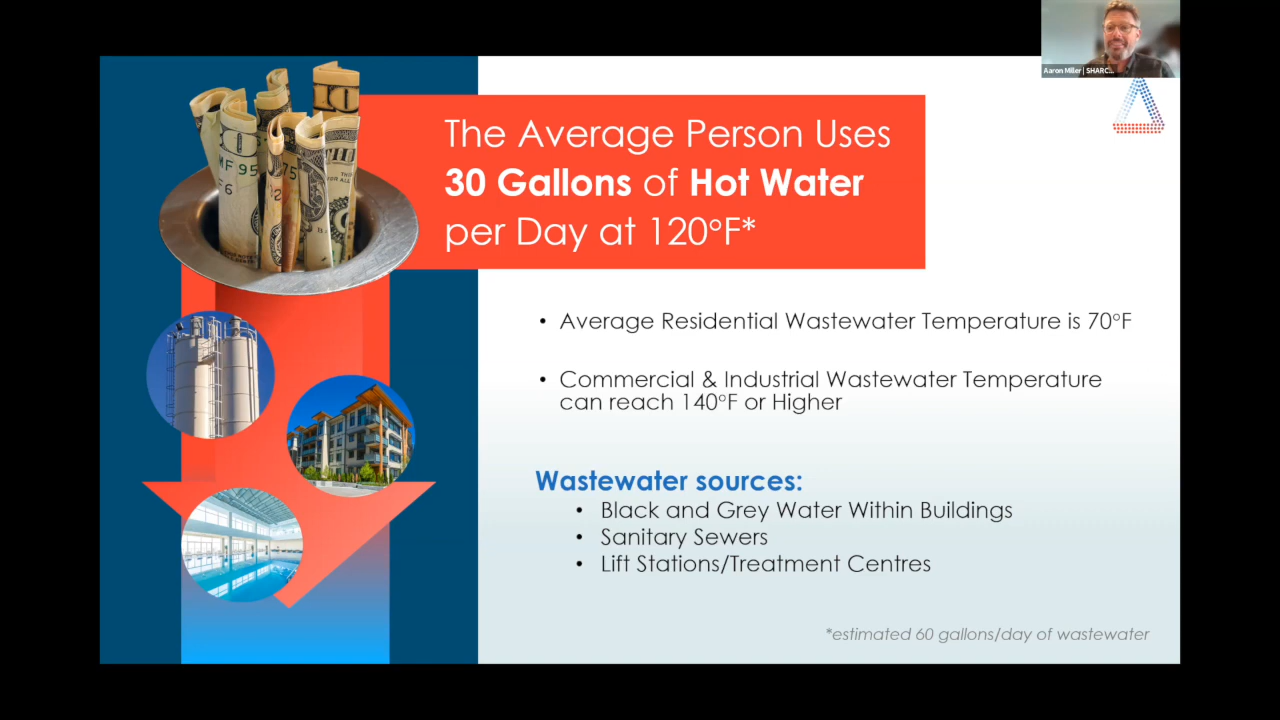 Aaron Miller | SHARC...
The Average Person Uses
30 Gallons of Hot Water
per Day at 120°F*
• Average Residential Wastewater Temperature is 70°F
• Commercial & Industrial Wastewater Temperature
can reach 140°F or Higher
Wastewater sources:
• Black and Grey Water Within Buildings
• Sanitary Sewers
• Lift Stations/Treatment Centres
*estimated 60 gallons/day of wastewater